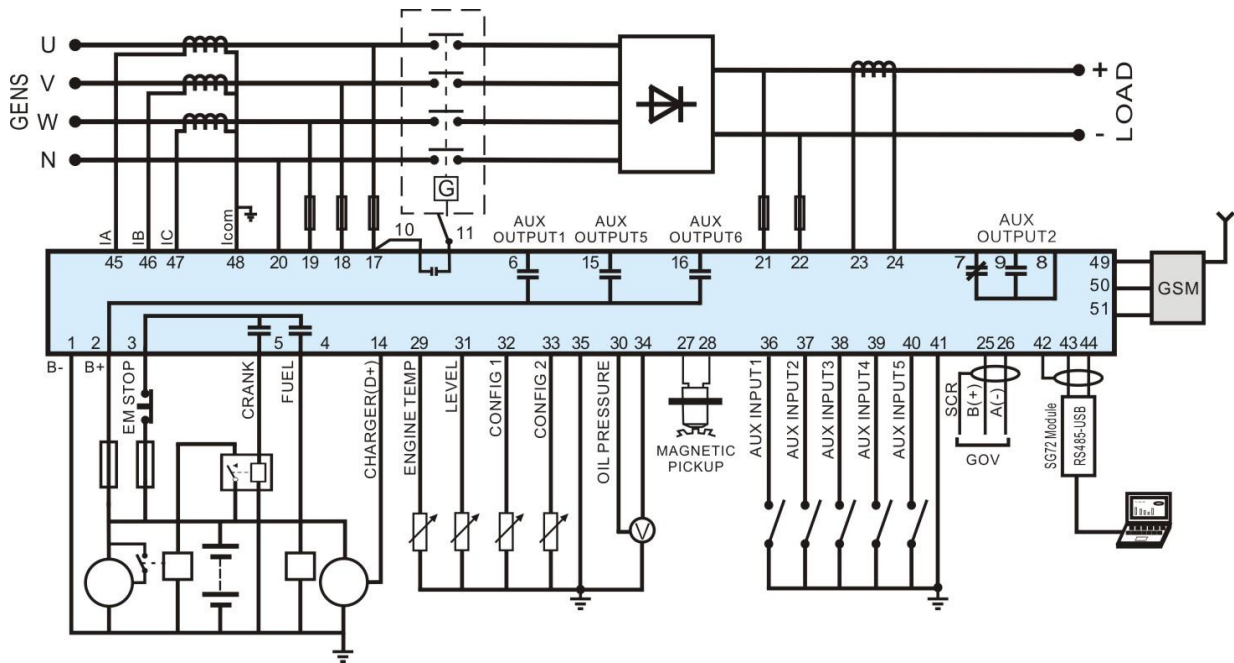 GENS
U
V
W
N
+
-
LOAD
G
IA
IB
IC
Icom
10
11
AUX
OUTPUT1
AUX
OUTPUT5
AUX
OUTPUT6
AUX
OUTPUT2
45 46 47 48 20 19 18 17 6 15 16 21 22 23 24 7 9 8 49
50
51
GSM
1 2 3 5 4 14 29 31 32 33 35 30 34 27 28 36 37 38 39 40 41 25 26 42 43 44
B-
B+
EM STOP
CRANK
FUEL
CHARGER(D+)
ENGINE TEMP
LEVEL
CONFIG 1
CONFIG 2
OIL PRESSURE
V
MAGNETIC
PICKUP
AUX INPUT1
AUX INPUT2
AUX INPUT3
AUX INPUT4
AUX INPUT5
SCR
B(+)
A(-)
GOV
SG72 Module
RS485-USB